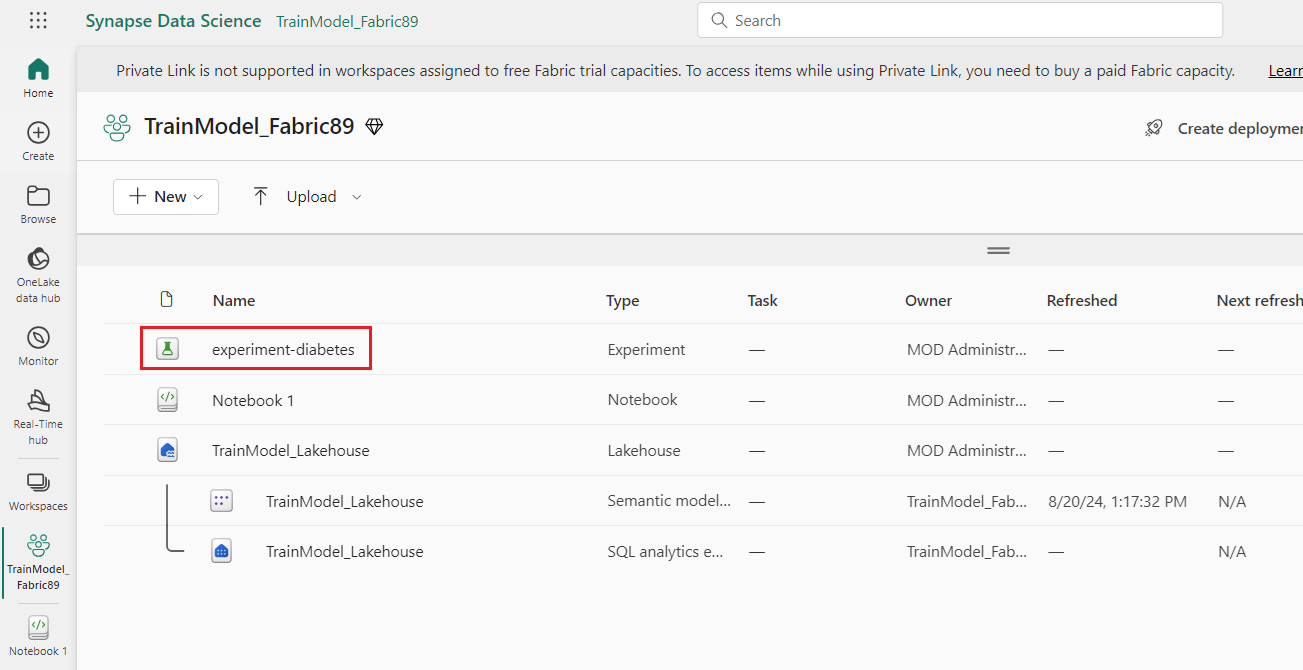 Synapse Data Science TrainModel_Fabric89 Search
Private Link is not supported in workspaces assigned to free Fabric trial capacities. To access items while using Private Link, you need to buy a paid Fabric capacity. Learn
Home
Create
Browse
OneLake
data hub
Monitor
Real-Time
hub
Workspaces
TrainModel_
Fabric89
Notebook 1
TrainModel_Fabric89 Create deploymen
New Upload
Name Type Task Owner Refreshed Next refresh
experiment-diabetes Experiment — MOD Administr... — —
Notebook 1 Notebook — MOD Administr... — —
TrainModel_Lakehouse Lakehouse — MOD Administr... — —
TrainModel_Lakehouse Semantic model... — TrainModel_Fab... 8/20/24, 1:17:32 PM N/A
TrainModel_Lakehouse SQL analytics e... — TrainModel_Fab... — N/A